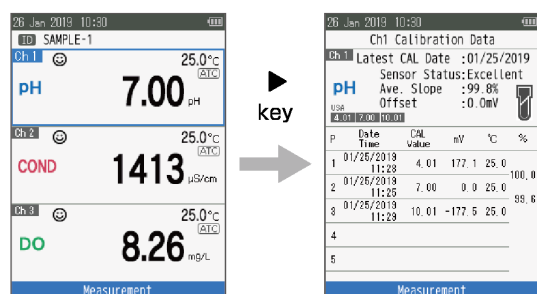 26 Jan 2019 10:30
ID SAMPLE-1
Ch 1 25.0°c
ATC
pH 7.00 pH
Ch 2 25.0°c
ATC
COND 1413 µS/cm
Ch 3 25.0°c
ATC
DO 8.26 mg/L
Measurement
key
26 Jan 2019 10:30
Ch1 Calibration Data
Ch 1 Latest CAL Date :01/25/2019
Sensor Status:Excellent
pH Ave. Slope :99.8%
USA Offset :0.0mV
4.01 7.00 10.01
P Date Time CAL Value mV °C %
1 01/25/2019 11:23 4.01 177.1 25.0
100.0
2 01/25/2019 11:25 7.00 0.0 25.0
99.6
3 01/25/2019 11:29 10.01 -177.5 25.0
4
5
Measurement